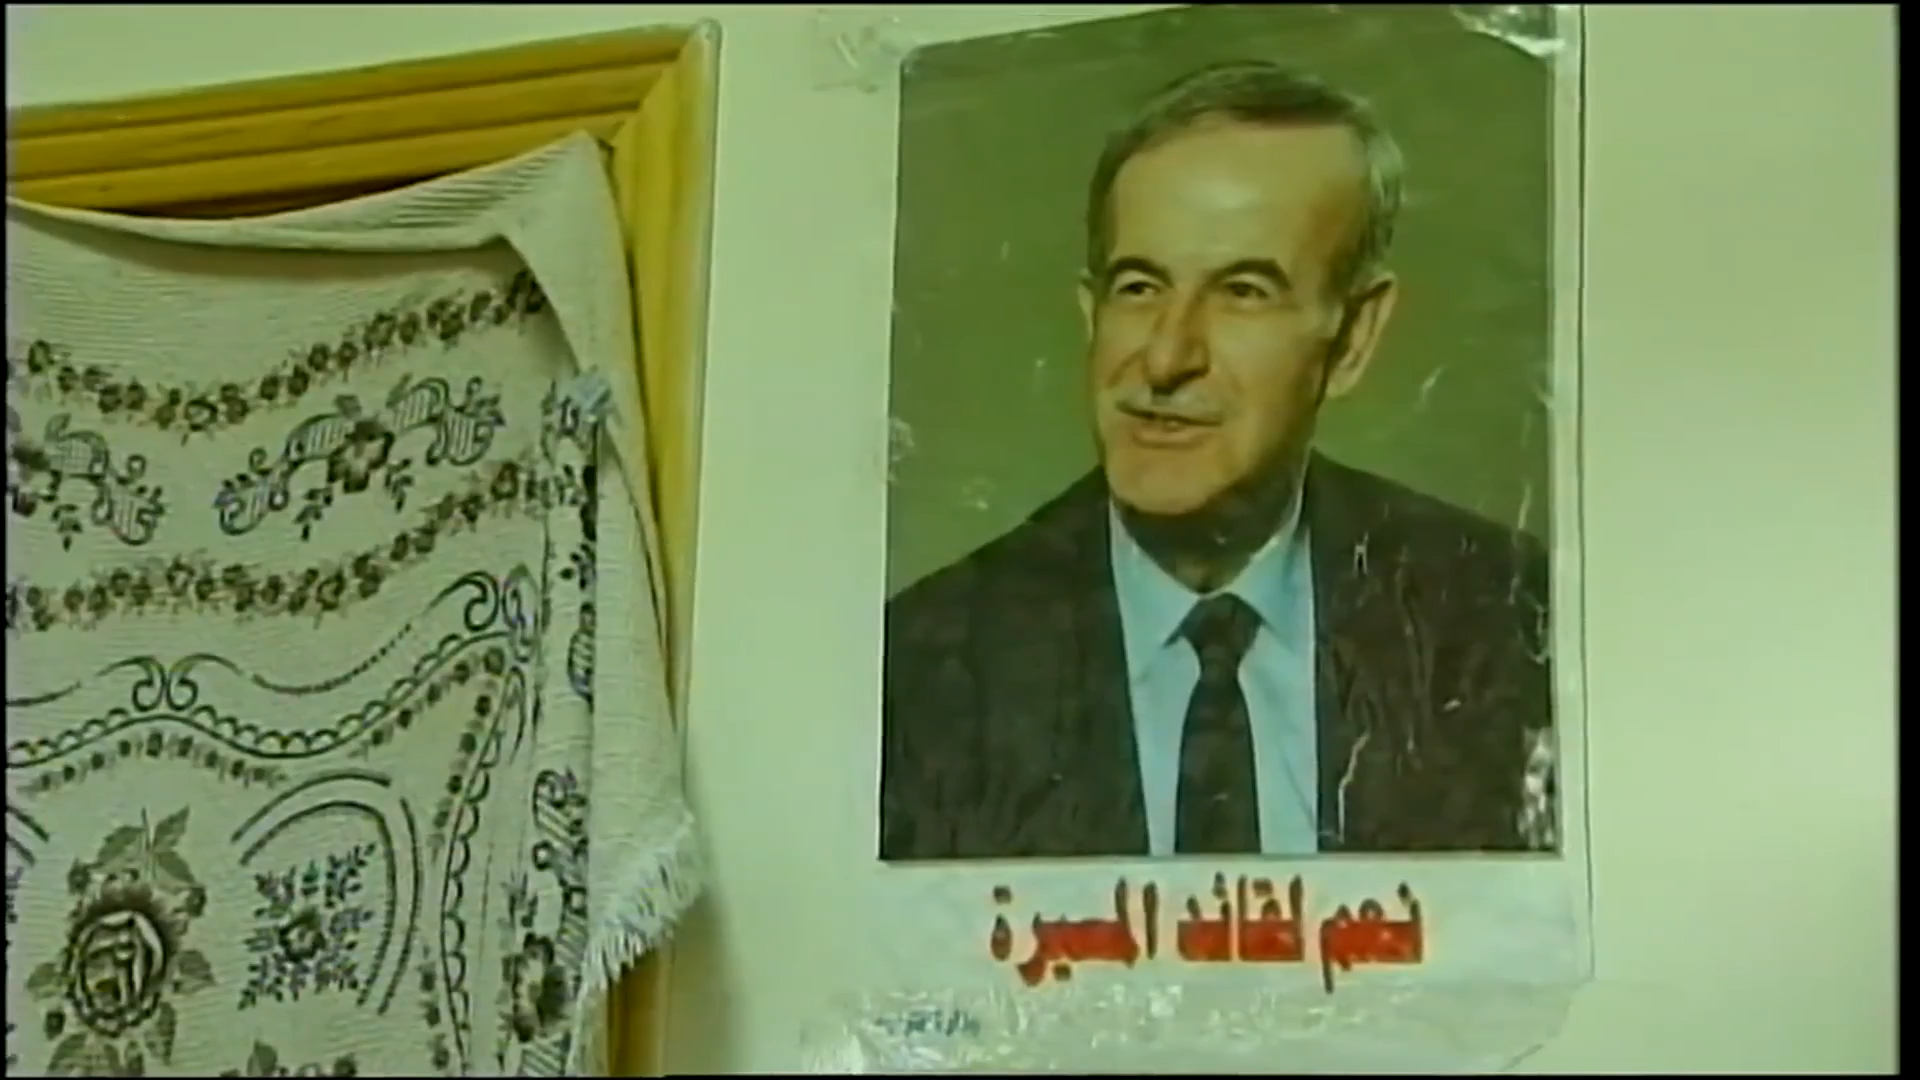 نعم لقائد المسيرة